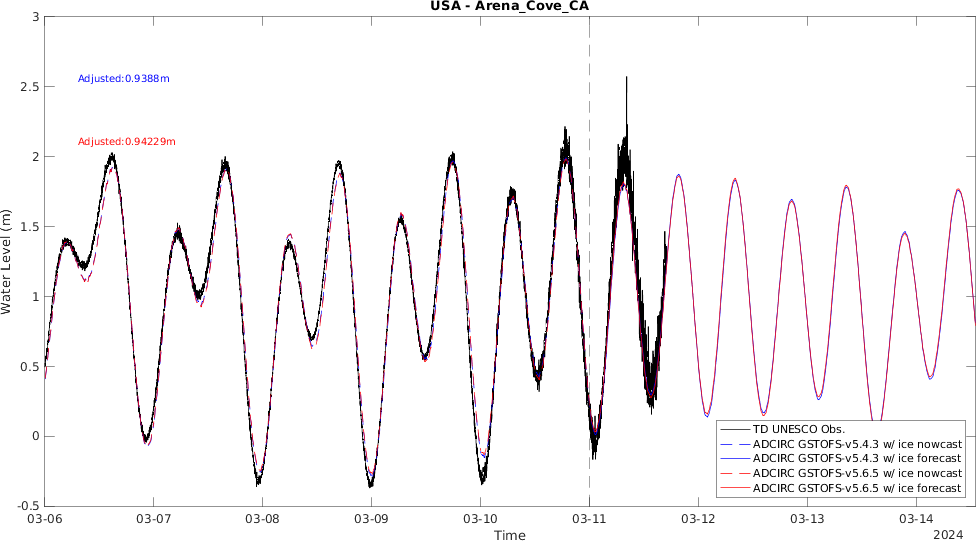 USA - Arena_Cove_CA
3
2.5
2
1.5
1
0.5
0
-0.5
Water Level (m)
Adjusted:0.9388m
Adjusted:0.94229m
TD UNESCO Obs.
ADCIRC GSTOFS-v5.4.3 w/ ice nowcast
ADCIRC GSTOFS-v5.4.3 w/ ice forecast
ADCIRC GSTOFS-v5.6.5 w/ ice nowcast
ADCIRC GSTOFS-v5.6.5 w/ ice forecast
03-06 03-07 03-08 03-09 03-10 03-11 03-12 03-13 03-14
Time
2024